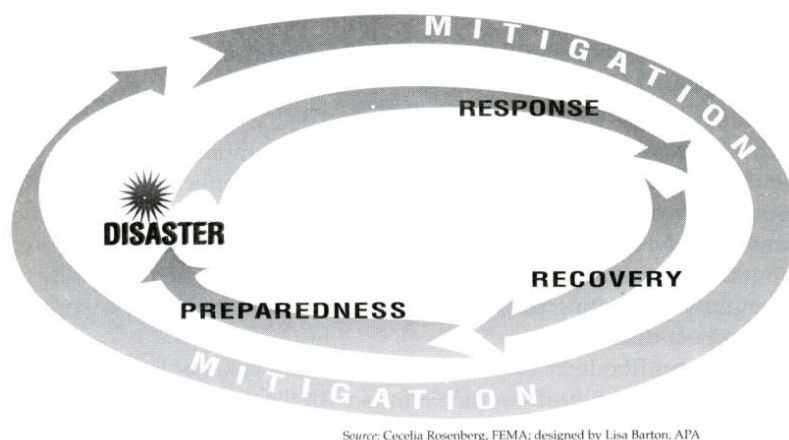 MITIGATION
RESPONSE
DISASTER
RECOVERY
PREPAREDNESS
MITIGATION
Source: Cecelia Rosenberg, FEMA; designed by Lisa Barton, APA